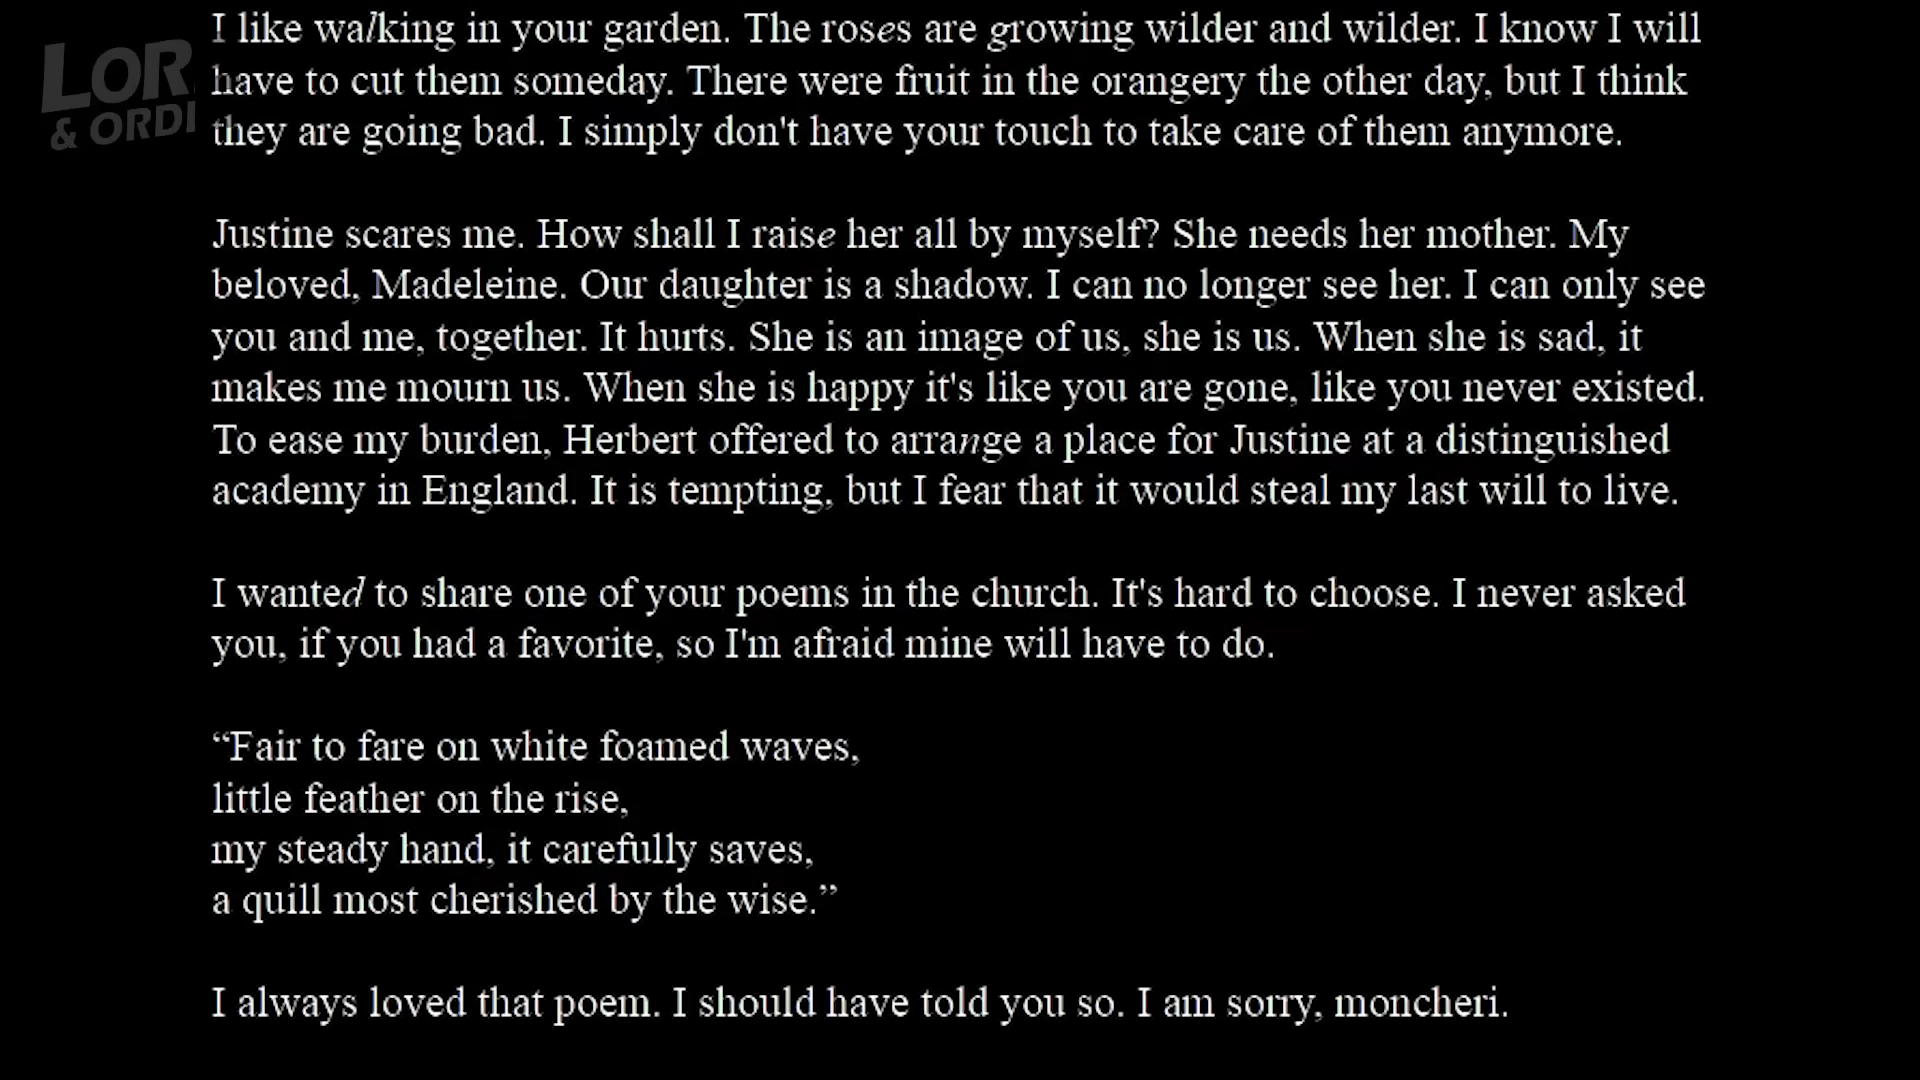 LOR
& ORDI
I like walking in your garden. The roses are growing wilder and wilder. I know I will
have to cut them someday. There were fruit in the orangery the other day, but I think
they are going bad. I simply don't have your touch to take care of them anymore.
Justine scares me. How shall I raise her all by myself? She needs her mother. My
beloved, Madeleine. Our daughter is a shadow. I can no longer see her. I can only see
you and me, together. It hurts. She is an image of us, she is us. When she is sad, it
makes me mourn us. When she is happy it's like you are gone, like you never existed.
To ease my burden, Herbert offered to arrange a place for Justine at a distinguished
academy in England. It is tempting, but I fear that it would steal my last will to live.
I wanted to share one of your poems in the church. It's hard to choose. I never asked
you, if you had a favorite, so I'm afraid mine will have to do.
“Fair to fare on white foamed waves,
little feather on the rise,
my steady hand, it carefully saves,
a quill most cherished by the wise.”
I always loved that poem. I should have told you so. I am sorry, moncheri.